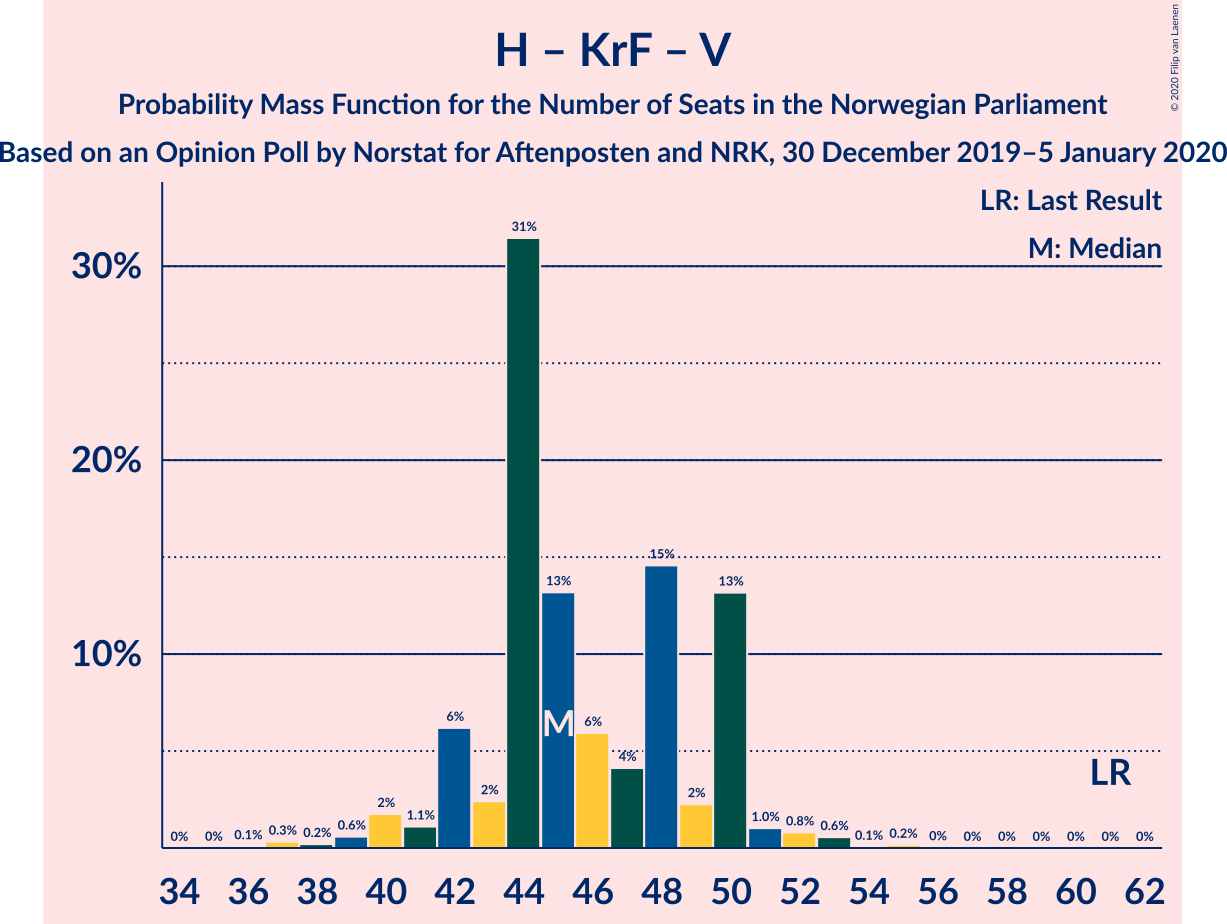 H – KrF – V
Probability Mass Function for the Number of Seats in the Norwegian Parliament
Based on an Opinion Poll by Norstat for Aftenposten and NRK, 30 December 2019–5 January 2020
© 2020 Filip van Laenen
LR: Last Result
M: Median
30%
20%
10%
0% 0% 0.1% 0.3% 0.2% 0.6% 2% 1.1% 6% 2% 31% 13% 6% 4% 15% 2% 13% 1.0% 0.8% 0.6% 0.1% 0.2% 0% 0% 0% 0% 0% 0% 0%
M
LR
34 36 38 40 42 44 46 48 50 52 54 56 58 60 62